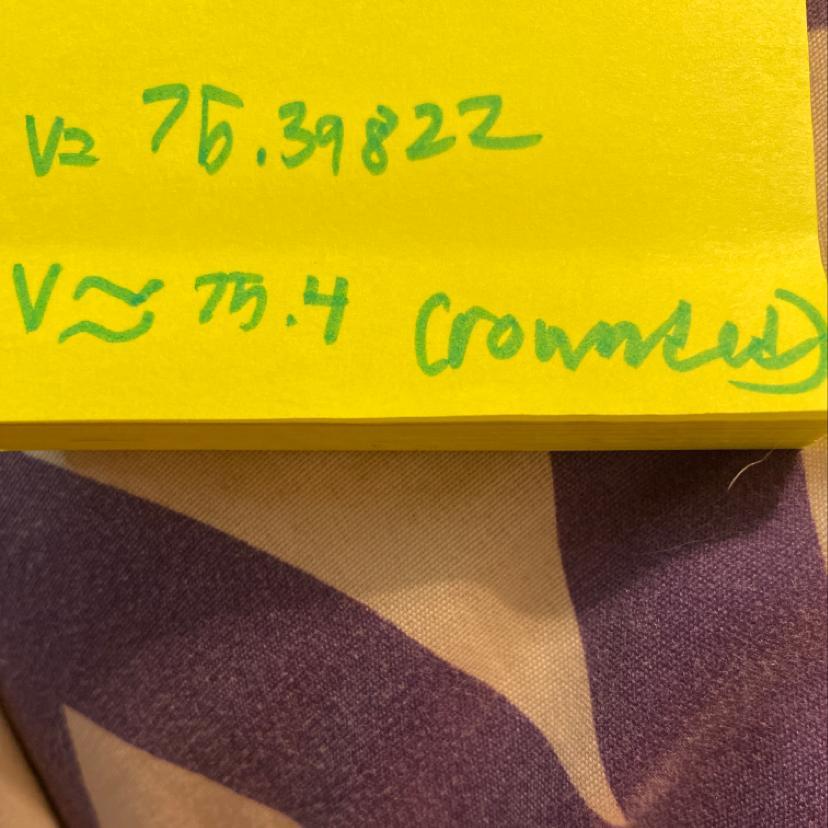 V= 75.39822
V ≈ 75.4 (rounded)